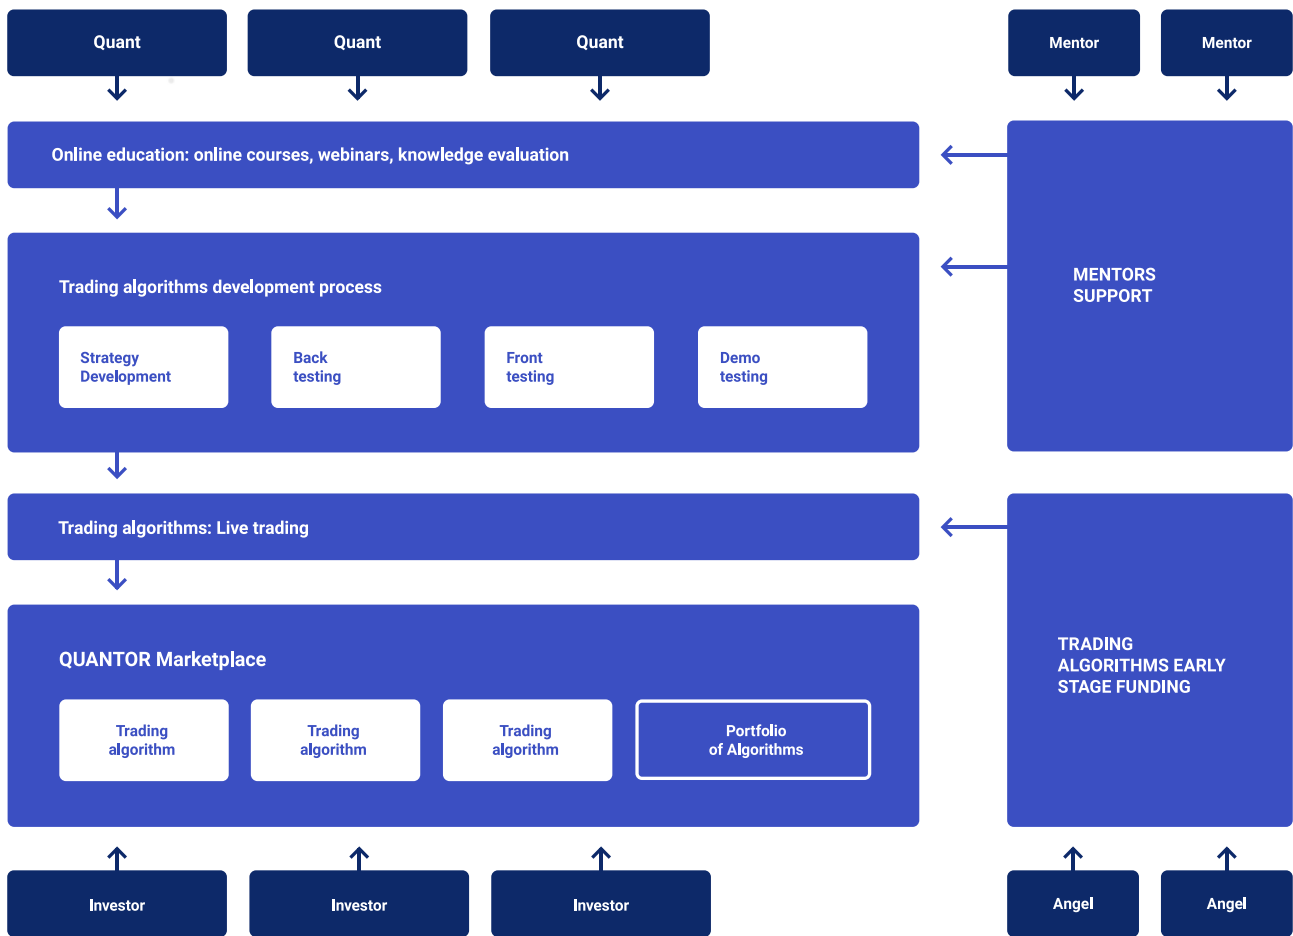 Quant
Quant
Quant
Mentor
Mentor
Online education: online courses, webinars, knowledge evaluation
MENTORS
SUPPORT
Trading algorithms development process
Strategy
Development
Back
testing
Front
testing
Demo
testing
Trading algorithms: Live trading
TRADING
ALGORITHMS EARLY
STAGE FUNDING
QUANTOR Marketplace
Trading
algorithm
Trading
algorithm
Trading
algorithm
Portfolio
of Algorithms
Investor
Investor
Investor
Angel
Angel